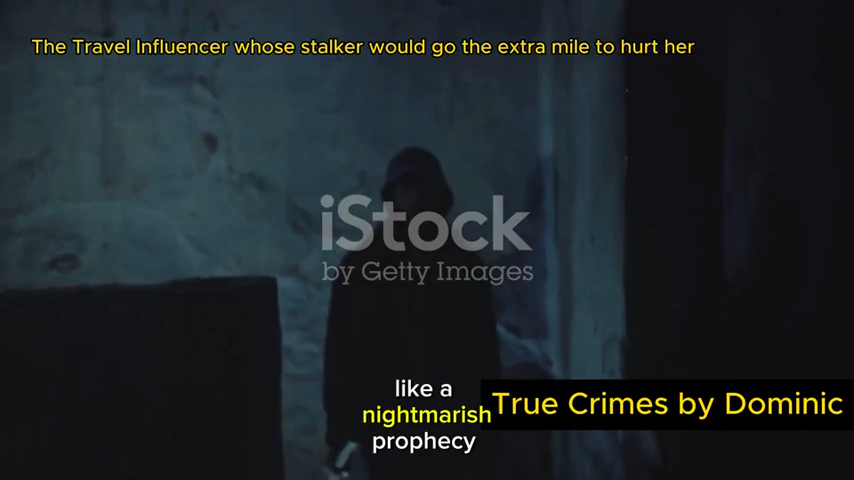 The Travel Influencer whose stalker would go the extra mile to hurt her
iStock
by Getty Images
like a
nightmarish
prophecy
True Crimes by Dominic